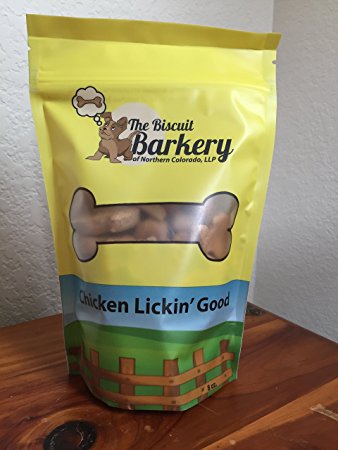 The Biscuit
Barkery
of Northern Colorado, LLP
Chicken Lickin' Good